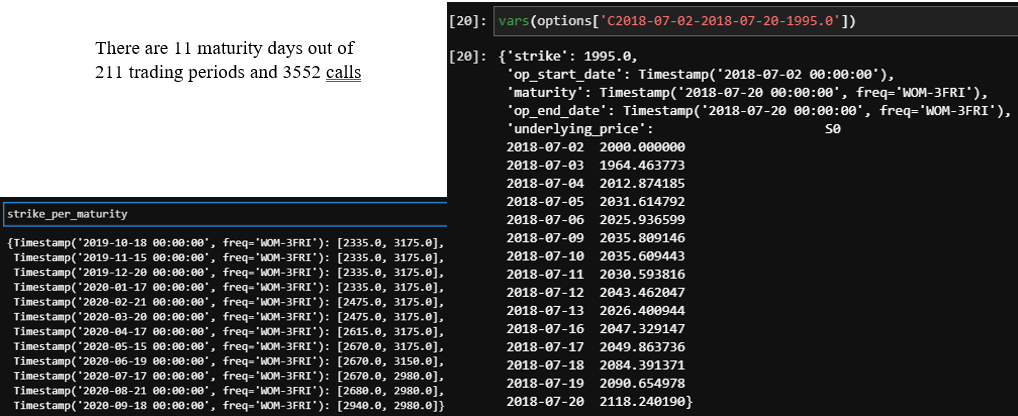 There are 11 maturity days out of
211 trading periods and 3552 calls
[20]: vars(options['C2018-07-02-2018-07-20-1995.0'])
[20]: {'strike': 1995.0,
'op_start_date': Timestamp('2018-07-02 00:00:00'),
'maturity': Timestamp('2018-07-20 00:00:00', freq='WOM-3FRI'),
'op_end_date': Timestamp('2018-07-20 00:00:00', freq='WOM-3FRI'),
'underlying_price': S0
2018-07-02 2000.000000
2018-07-03 1964.463773
2018-07-04 2012.874185
2018-07-05 2031.614792
2018-07-06 2025.936599
2018-07-09 2035.809146
2018-07-10 2035.609443
2018-07-11 2030.593816
2018-07-12 2043.462047
2018-07-13 2026.400944
2018-07-16 2047.329147
2018-07-17 2049.863736
2018-07-18 2084.391371
2018-07-19 2090.654978
2018-07-20 2118.240190}
strike_per_maturity
{Timestamp('2019-10-18 00:00:00', freq='WOM-3FRI'): [2335.0, 3175.0],
Timestamp('2019-11-15 00:00:00', freq='WOM-3FRI'): [2335.0, 3175.0],
Timestamp('2019-12-20 00:00:00', freq='WOM-3FRI'): [2335.0, 3175.0],
Timestamp('2020-01-17 00:00:00', freq='WOM-3FRI'): [2335.0, 3175.0],
Timestamp('2020-02-21 00:00:00', freq='WOM-3FRI'): [2475.0, 3175.0],
Timestamp('2020-03-20 00:00:00', freq='WOM-3FRI'): [2475.0, 3175.0],
Timestamp('2020-04-17 00:00:00', freq='WOM-3FRI'): [2615.0, 3175.0],
Timestamp('2020-05-15 00:00:00', freq='WOM-3FRI'): [2670.0, 3175.0],
Timestamp('2020-06-19 00:00:00', freq='WOM-3FRI'): [2670.0, 3150.0],
Timestamp('2020-07-17 00:00:00', freq='WOM-3FRI'): [2670.0, 2980.0],
Timestamp('2020-08-21 00:00:00', freq='WOM-3FRI'): [2680.0, 2980.0],
Timestamp('2020-09-18 00:00:00', freq='WOM-3FRI'): [2940.0, 2980.0]}